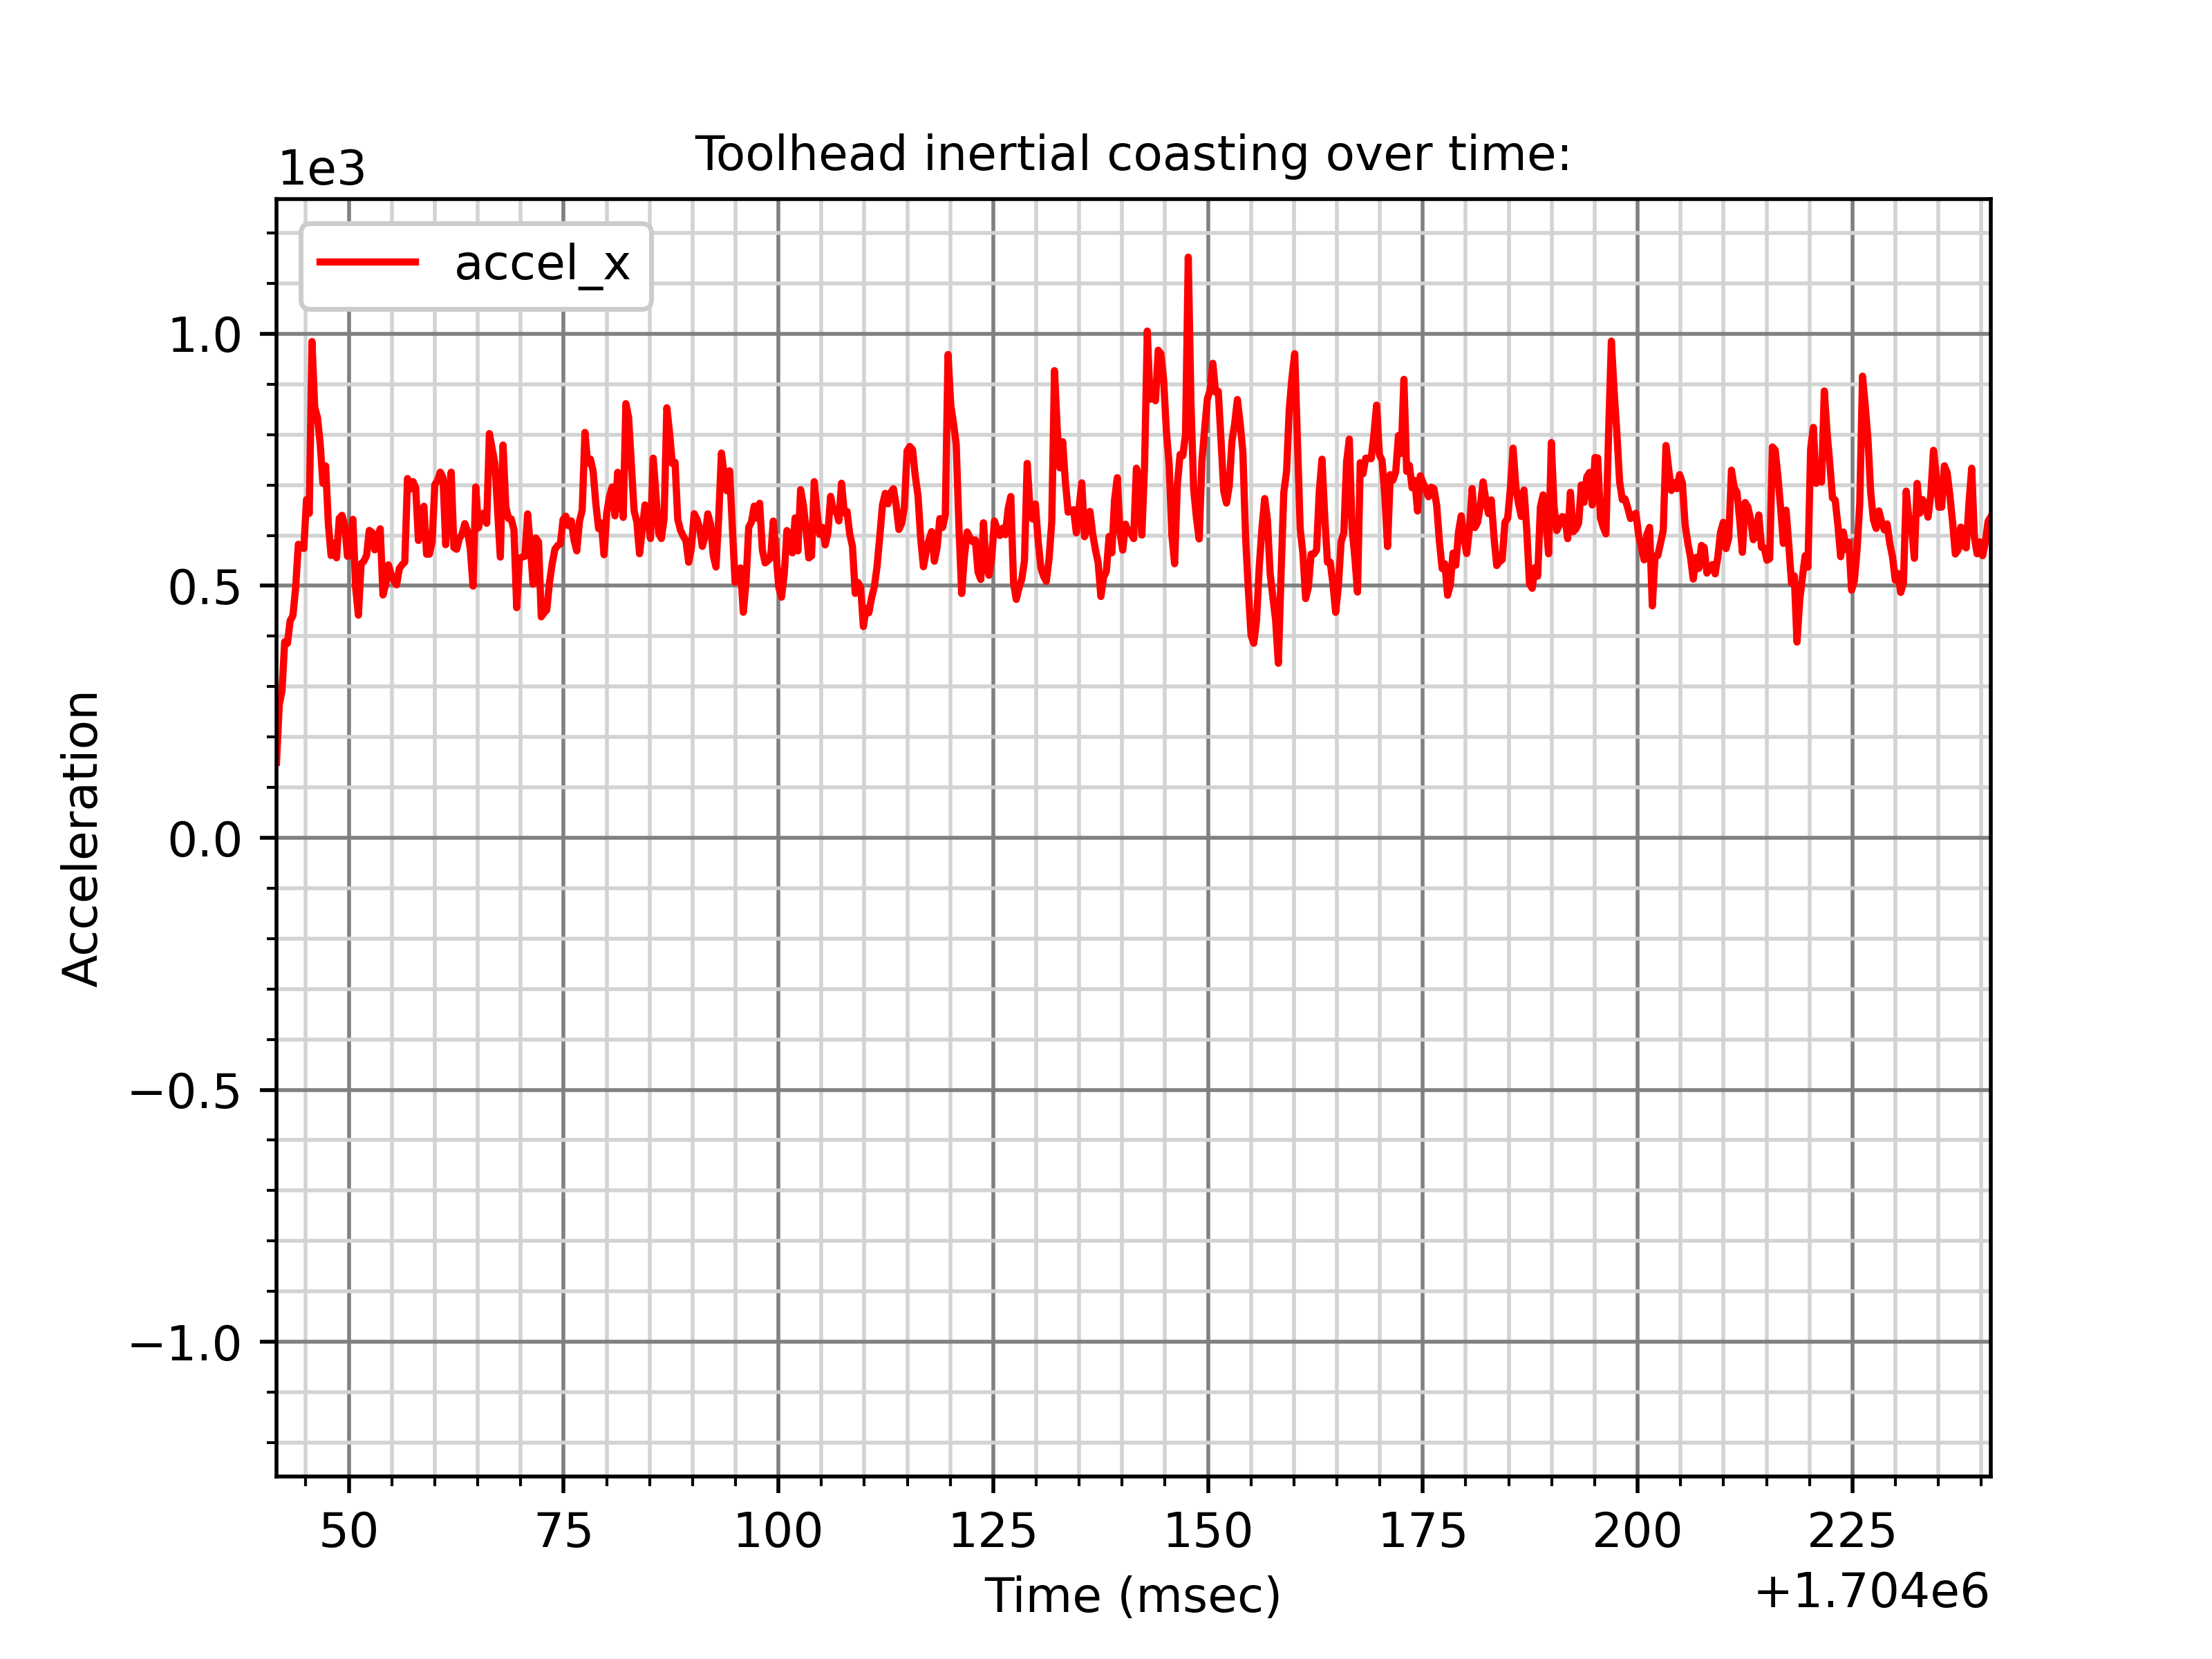 Toolhead inertial coasting over time:
1e3
accel_x
1.0
0.5
0.0
−0.5
−1.0
Acceleration
50 75 100 125 150 175 200 225
Time (msec)
+1.704e6